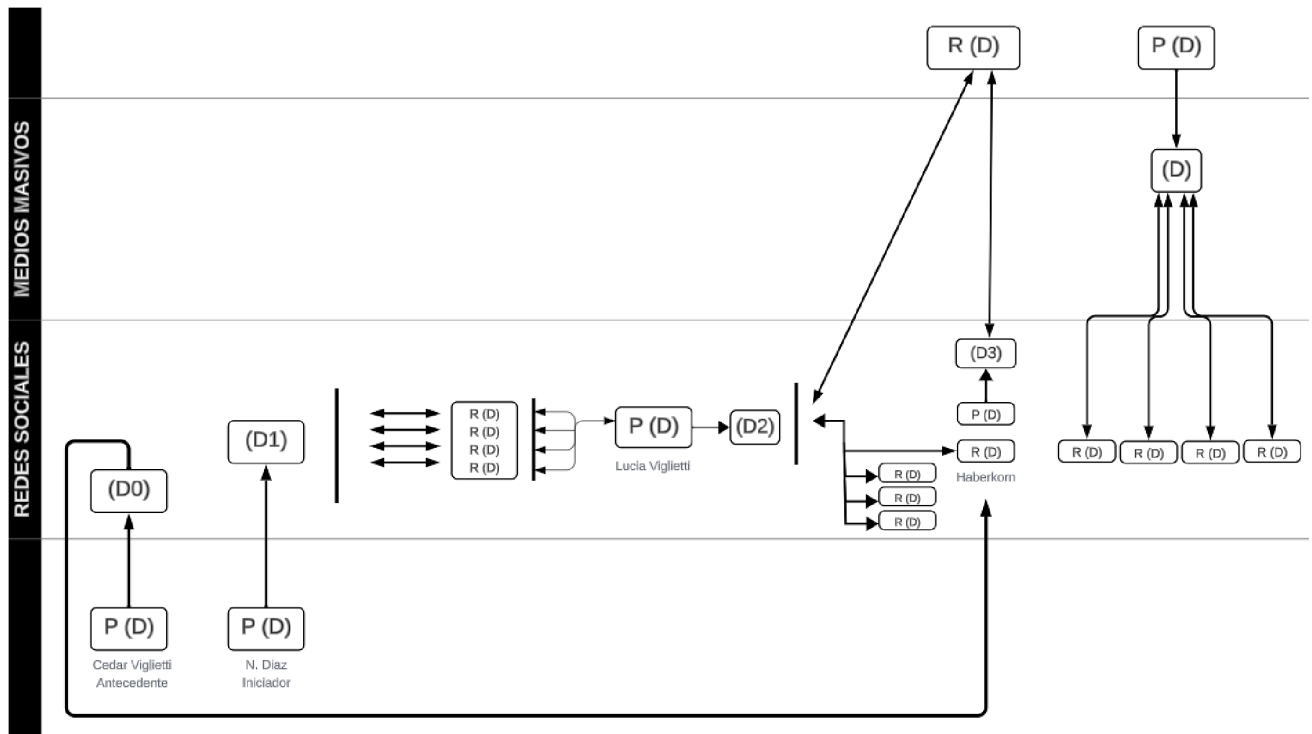 MEDIOS MASIVOS
REDES SOCIALES
R (D)
P (D)
(D)
(D3)
P (D)
R (D)
Haberkorn
R (D)
R (D)
R (D)
R (D)
R (D)
R (D)
R (D)
(D0)
(D1)
R (D)
R (D)
R (D)
R (D)
P (D)
Lucia Viglietti
(D2)
P (D)
Cedar Viglietti
Antecedente
P (D)
N. Diaz
Iniciador